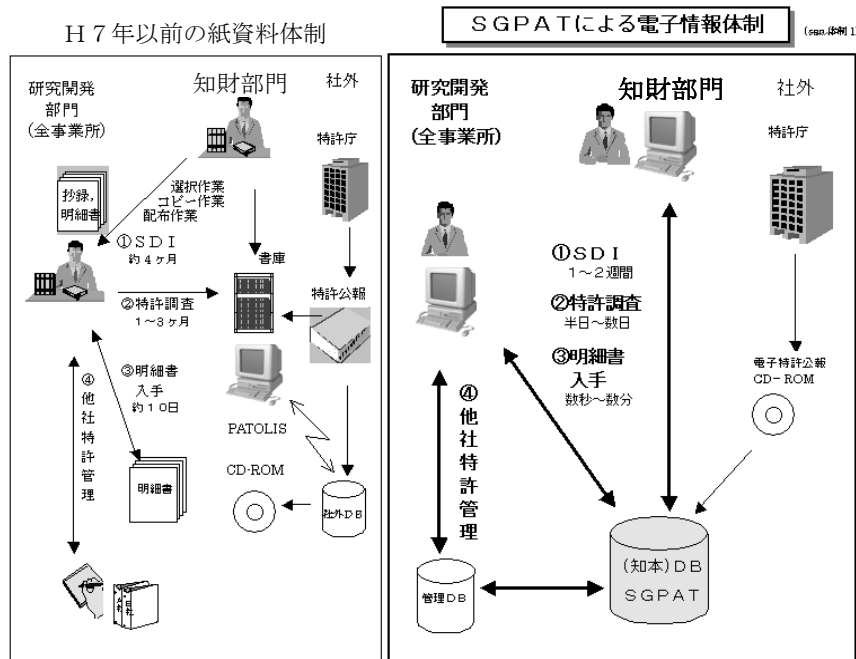 H7年以前の紙資料体制
研究開発
部門
(全事業所)
知財部門
社外
特許庁
選択作業
コピー作業
配布作業
抄録,
明細書
①SDI
約4ヶ月
書庫
②特許調査
1～3ヶ月
特許公報
③明細書
入手
約10日
④他社特許管理
PATOLIS
CD-ROM
明細書
社外DB
A社
B社
SGPATによる電子情報体制
研究開発
部門
(全事業所)
知財部門
社外
特許庁
①SDI
1～2週間
②特許調査
半日～数日
③明細書
入手
数秒～数分
電子特許公報
CD-ROM
④他社特許管理
管理DB
(知本)DB
SGPAT